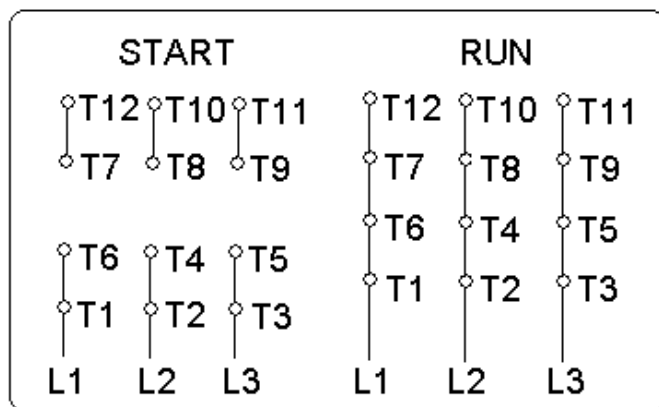 START RUN
T12 T10 T11 T12 T10 T11
T7 T8 T9 T7 T8 T9
T6 T4 T5
T6 T4 T5
T1 T2 T3
T1 T2 T3
L1 L2 L3 L1 L2 L3